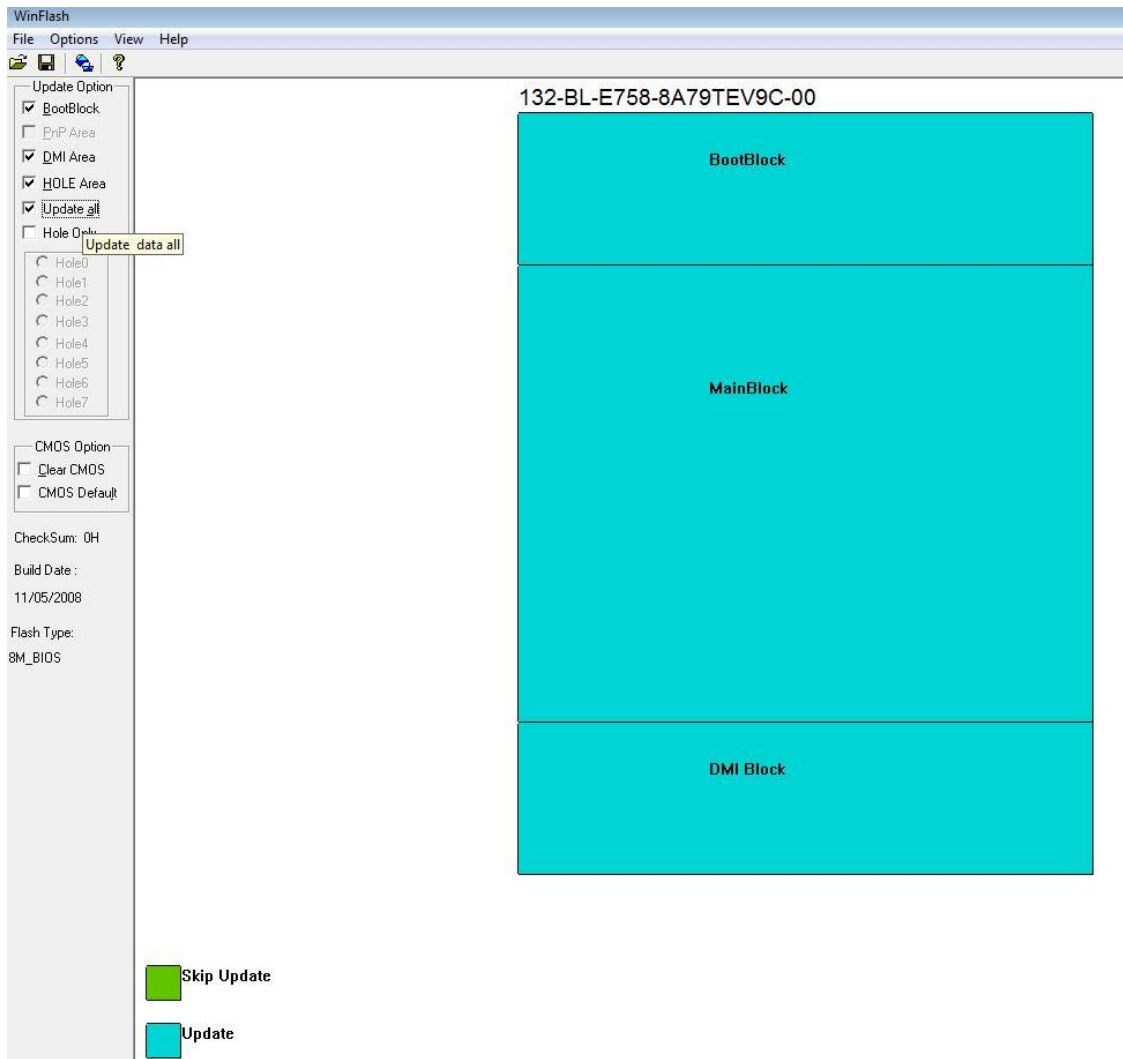 WinFlash
File Options View Help
Update Option
BootBlock
PnP Area
DMI Area
HOLE Area
Update all
Hole Only
Update data all
Hole0
Hole1
Hole2
Hole3
Hole4
Hole5
Hole6
Hole7
CMOS Option
Clear CMOS
CMOS Default
CheckSum: 0H
Build Date :
11/05/2008
Flash Type:
8M_BIOS
132-BL-E758-8A79TEV9C-00
BootBlock
MainBlock
DMI Block
Skip Update
Update